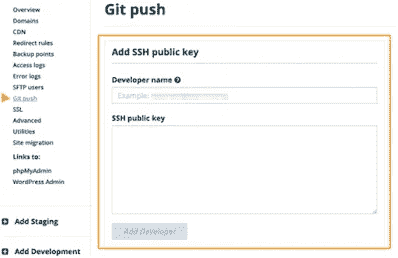 Overview
Domains
CDN
Redirect rules
Backup points
Access logs
Error logs
SFTP users
Git push
SSL
Advanced
Utilities
Site migration
Links to:
phpMyAdmin
WordPress Admin
Add Staging
Add Development
Git push
Add SSH public key
Developer name
Example:
SSH public key
Add Developer